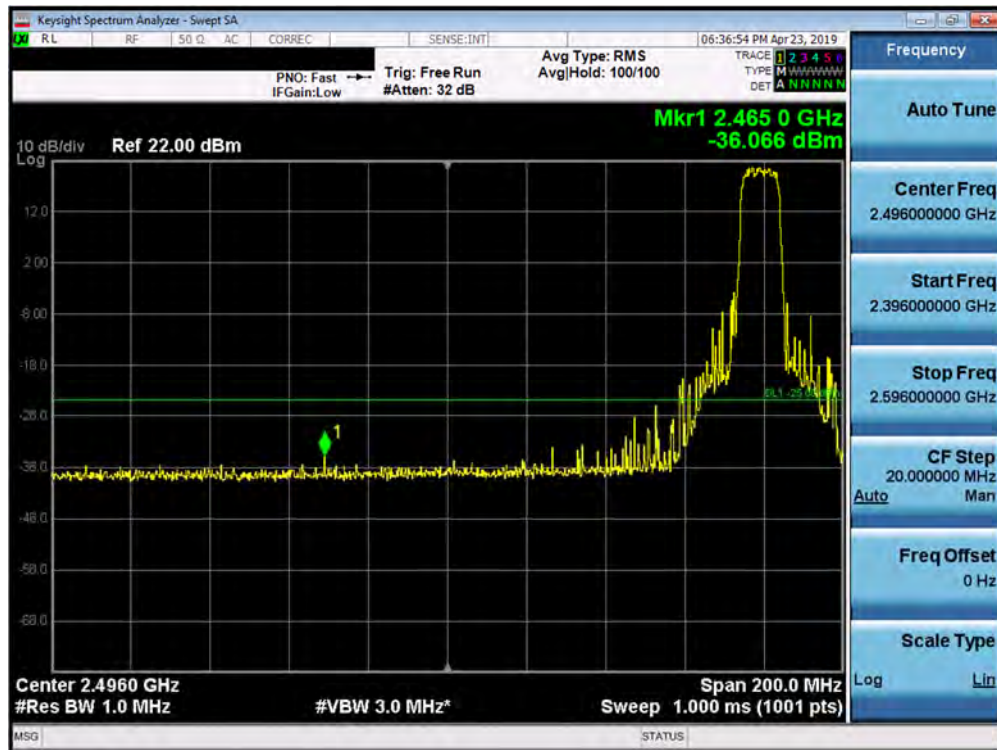 Keysight Spectrum Analyzer - Swept SA
LXI RL RF 50 Ω AC CORREC SENSE:INT 06:36:54 PM Apr 23, 2019
PNO: Fast
IFGain:Low
Trig: Free Run
#Atten: 32 dB
Avg Type: RMS
Avg|Hold: 100/100
TRACE 1 2 3 4 5 6
TYPE M WWWWW
DET A N N N N N
Mkr1 2.465 0 GHz
-36.066 dBm
10 dB/div Ref 22.00 dBm
Log
12.0
2.00
-8.00
-18.0
1
-28.0
-38.0
-48.0
-58.0
-68.0
Center 2.4960 GHz
Span 200.0 MHz
#Res BW 1.0 MHz
#VBW 3.0 MHz*
Sweep 1.000 ms (1001 pts)
MSG
STATUS
Frequency
Auto Tune
Center Freq
2.496000000 GHz
Start Freq
2.396000000 GHz
Stop Freq
2.596000000 GHz
CF Step
20.000000 MHz
Auto Man
Freq Offset
0 Hz
Scale Type
Log Lin